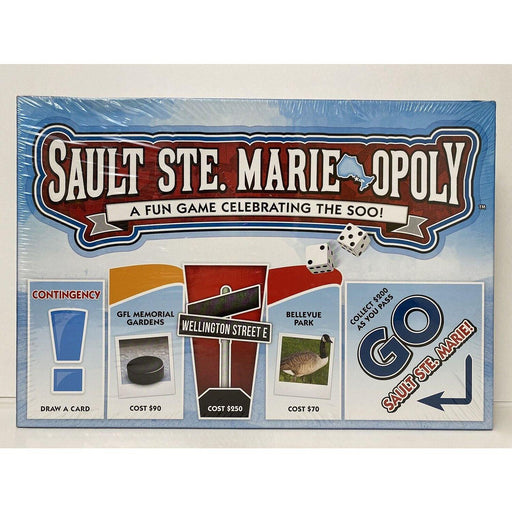 SAULT STE. MARIE OPOLY
™
A FUN GAME CELEBRATING THE SOO!
CONTINGENCY
!
DRAW A CARD
GFL MEMORIAL
GARDENS
COST $90
WELLINGTON STREET E
COST $250
BELLEVUE
PARK
COST $70
COLLECT $200
AS YOU PASS
GO
SAULT STE. MARIE!